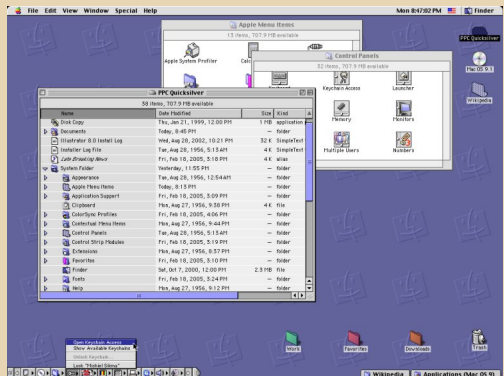 File Edit View Window Special Help
Mon 8:47:02 PM Finder
Apple Menu Items
13 items, 707.9 MB available
Apple System Profiler
Control Panels
32 items, 707.9 MB available
Keychain Access Launcher
Memory Monitors
Multiple Users Numbers
PPC Quicksilver
Mac OS 9.1
Wikipedia
PPC Quicksilver
38 items, 707.9 MB available
Name Date Modified Size Kind
Disk Copy Thu, Jan 21, 1999, 12:00 PM 1 MB application
Documents Today, 8:45 PM – folder
Illustrator 8.0 Install Log Wed, Aug 28, 2002, 10:21 PM 32 K SimpleText
Installer Log File Tue, Aug 28, 1956, 5:13 AM 4 K SimpleText
Late Breaking News Fri, Feb 18, 2005, 3:18 PM 4 K alias
System Folder Yesterday, 11:55 PM – folder
Appearance Tue, Aug 28, 1956, 12:54 AM – folder
Apple Menu Items Today, 8:13 PM – folder
Application Support Fri, Feb 18, 2005, 3:09 PM – folder
Clipboard Mon, Aug 27, 1956, 9:38 PM 4 K file
ColorSync Profiles Fri, Feb 18, 2005, 4:06 PM – folder
Contextual Menu Items Mon, Aug 27, 1956, 9:44 PM – folder
Control Panels Tue, Aug 28, 1956, 5:13 AM – folder
Control Strip Modules Fri, Feb 18, 2005, 3:19 PM – folder
Extensions Mon, Aug 27, 1956, 8:37 PM – folder
Favorites Fri, Feb 18, 2005, 3:10 PM – folder
Finder Sat, Oct 7, 2000, 12:00 PM 2.3 MB file
Fonts Fri, Feb 18, 2005, 3:24 PM – folder
Help Mon, Aug 27, 1956, 9:12 PM – folder
Work Favorites Downloads Trash
Open Keychain Access
Show Available Keychains
Unlock Keychain...
Lock "Michiel Sikma"
Wikipedia Applications (Mac OS 9)